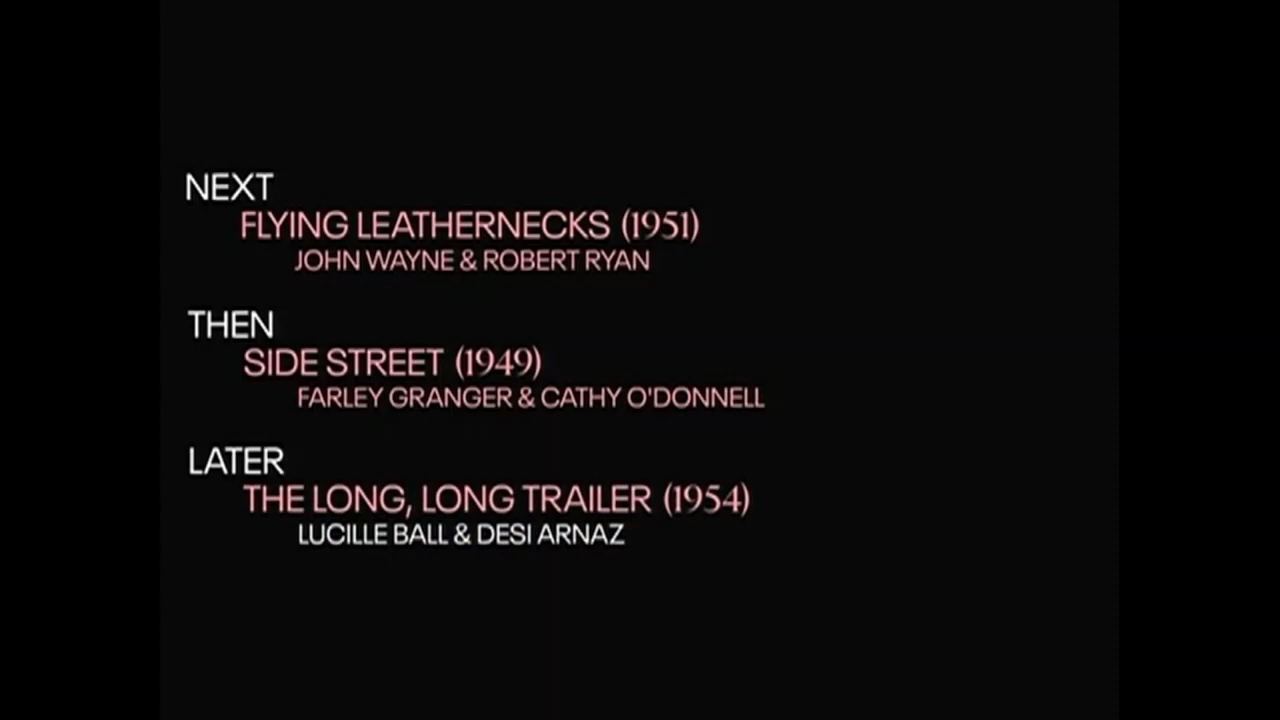 NEXT
FLYING LEATHERNECKS (1951)
JOHN WAYNE & ROBERT RYAN
THEN
SIDE STREET (1949)
FARLEY GRANGER & CATHY O'DONNELL
LATER
THE LONG, LONG TRAILER (1954)
LUCILLE BALL & DESI ARNAZ